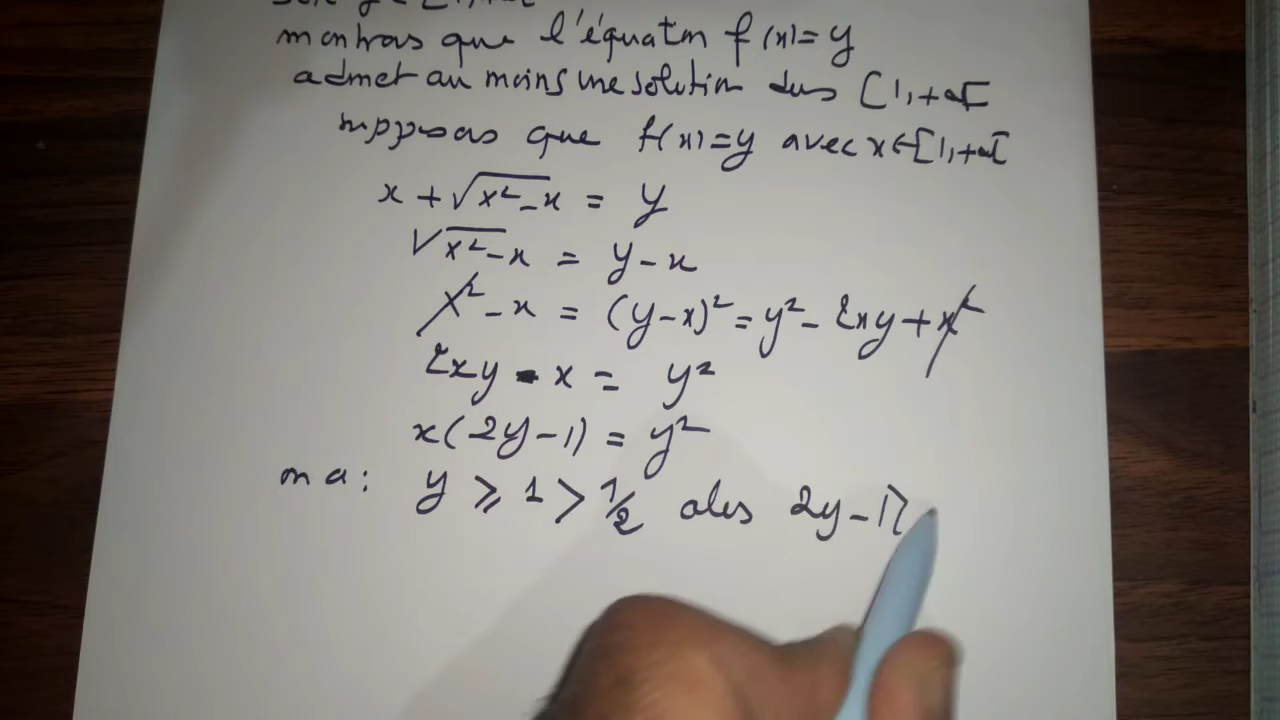 montrons que l'équation f(x)=y
admet au moins une solution dans [1,+∞[
supposons que f(x)=y avec x∈[1,+∞[
x + √x²-x = y
√x²-x = y-x
x² - x = (y-x)² = y² - 2xy + x²
2xy - x = y²
x(2y-1) = y²
on a : y ⩾ 1 > 1/2 alors 2y-1>